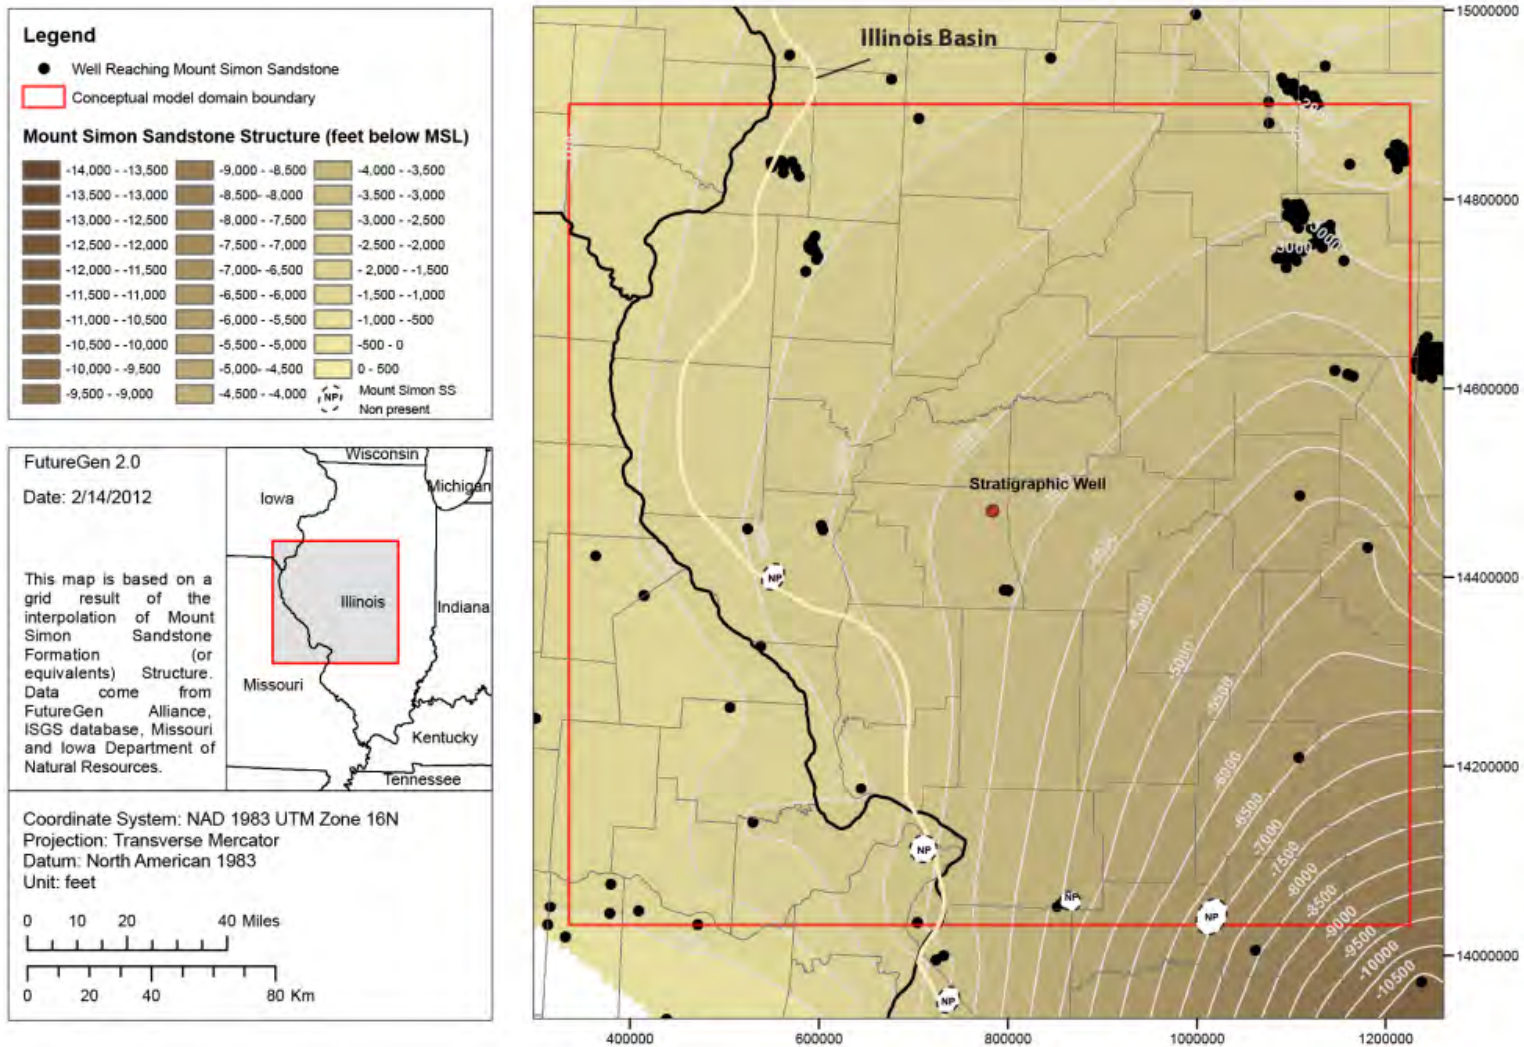 Legend
Well Reaching Mount Simon Sandstone
Conceptual model domain boundary
Mount Simon Sandstone Structure (feet below MSL)
-14,000 - -13,500
-13,500 - -13,000
-13,000 - -12,500
-12,500 - -12,000
-12,000 - -11,500
-11,500 - -11,000
-11,000 - -10,500
-10,500 - -10,000
-10,000 - -9,500
-9,500 - -9,000
-9,000 - -8,500
-8,500- -8,000
-8,000 - -7,500
-7,500 - -7,000
-7,000- -6,500
-6,500 - -6,000
-6,000 - -5,500
-5,500 - -5,000
-5,000- -4,500
-4,500 - -4,000
-4,000 - -3,500
-3,500 - -3,000
-3,000 - -2,500
-2,500 - -2,000
-2,000 - -1,500
-1,500 - -1,000
-1,000 - -500
-500 - 0
0 - 500
NP
Mount Simon SS
Non present
FutureGen 2.0
Date: 2/14/2012
This map is based on a
grid result of the
interpolation of Mount
Simon Sandstone
Formation (or
equivalents) Structure.
Data come from
FutureGen Alliance,
ISGS database, Missouri
and Iowa Department of
Natural Resources.
Wisconsin
Michigan
Iowa
Illinois
Indiana
Missouri
Kentucky
Tennessee
Coordinate System: NAD 1983 UTM Zone 16N
Projection: Transverse Mercator
Datum: North American 1983
Unit: feet
0 10 20 40 Miles
0 20 40 80 Km
Illinois Basin
Stratigraphic Well
-3000
-3000
-4500
-5000
-5500
-6000
-6500
-7000
-7500
-8000
-8500
-9000
-9500
-10000
-10500
NP
NP
NP
NP
NP
15000000
14800000
14600000
14400000
14200000
14000000
400000
600000
800000
1000000
1200000